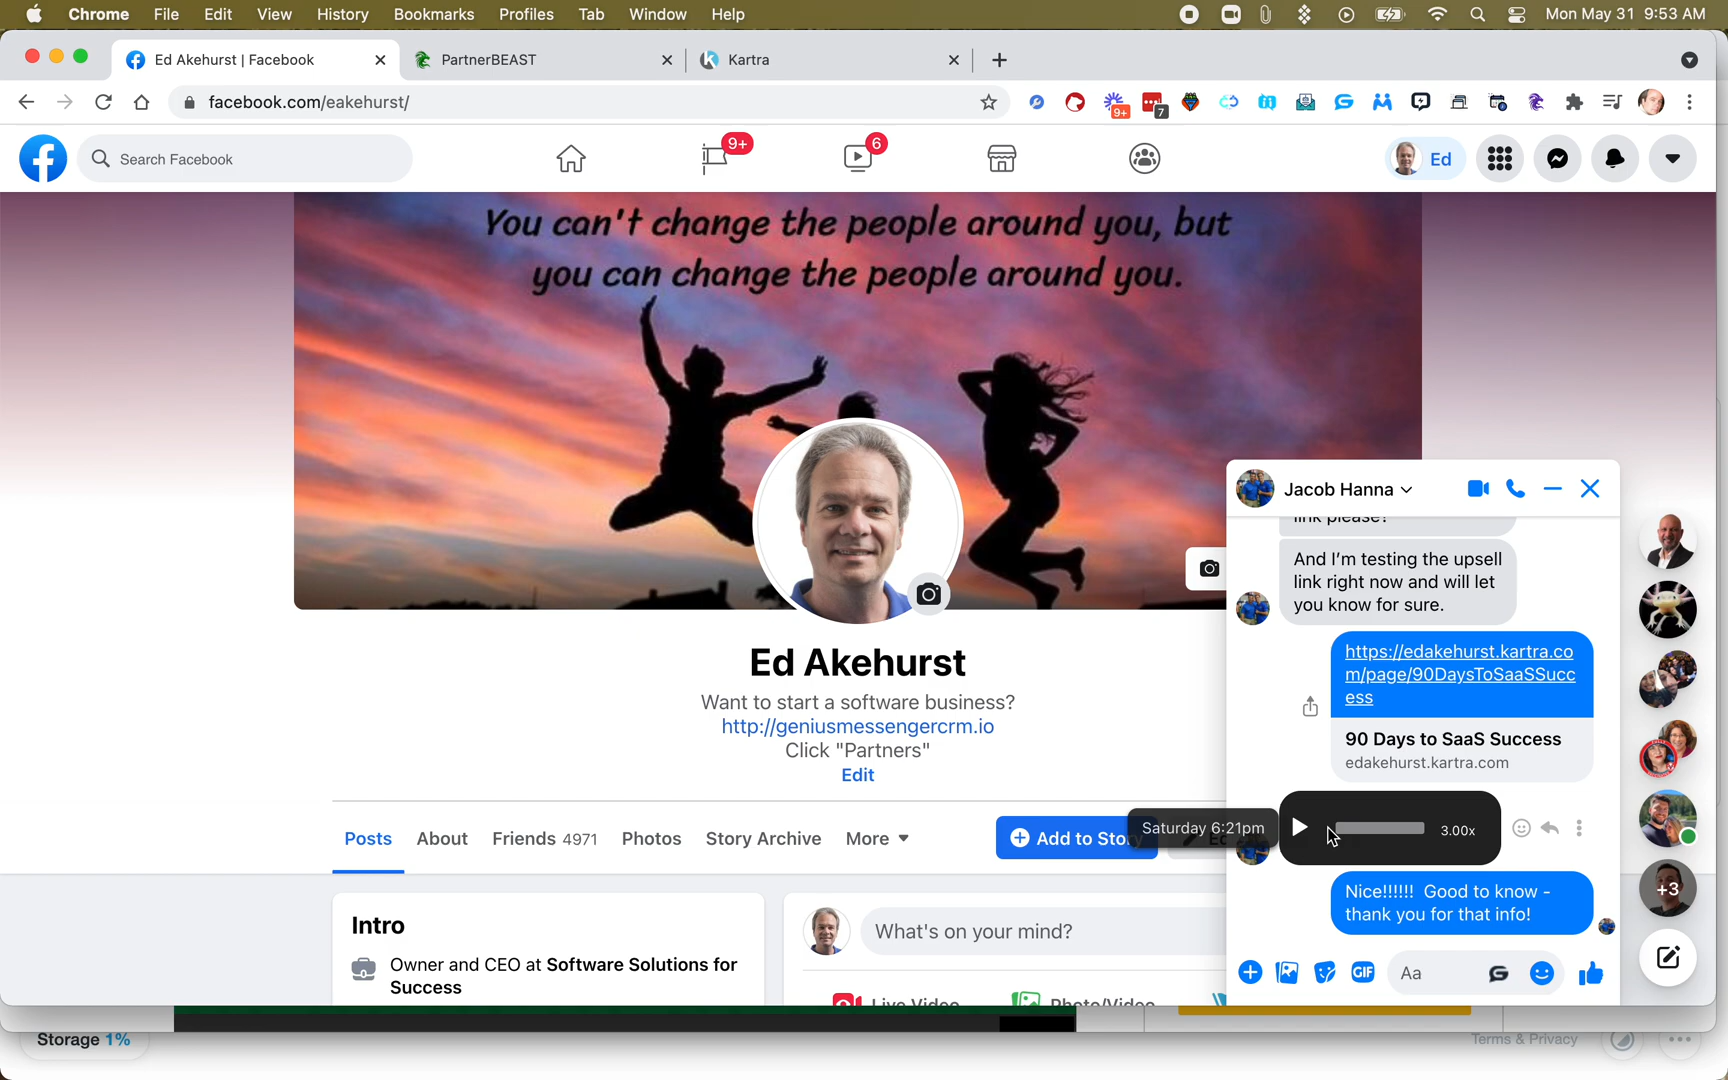 Chrome File Edit View History Bookmarks Profiles Tab Window Help Mon May 31 9:53 AM
Ed Akehurst | Facebook PartnerBEAST Kartra
facebook.com/eakehurst/
9+ 7
Search Facebook 9+ 6 Ed
You can't change the people around you, but
you can change the people around you.
Ed Akehurst
Want to start a software business?
http://geniusmessengercrm.io
Click "Partners"
Edit
Posts About Friends 4971 Photos Story Archive More
Add to Sto
Intro
Owner and CEO at Software Solutions for
Success
What's on your mind?
Live Video Photo/Video
Jacob Hanna
link please?
And I'm testing the upsell
link right now and will let
you know for sure.
https://edakehurst.kartra.co
m/page/90DaysToSaaSSucc
ess
90 Days to SaaS Success
edakehurst.kartra.com
Saturday 6:21pm
3.00x
Nice!!!!!! Good to know -
thank you for that info!
GIF Aa
+3
Storage 1%
Terms & Privacy